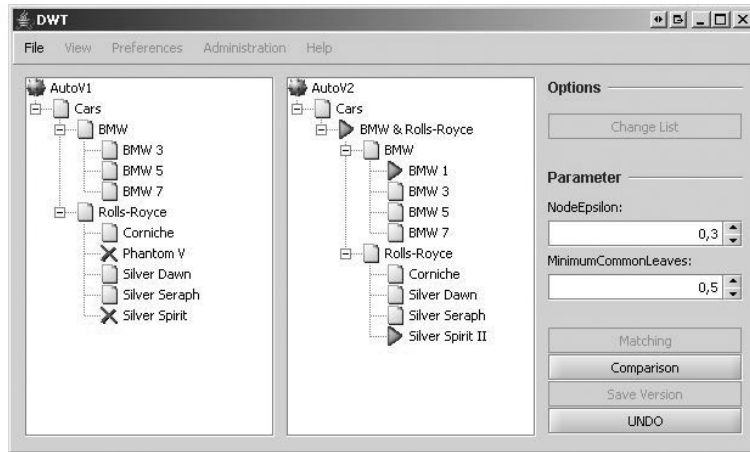 DWT
File View Preferences Administration Help
AutoV1
Cars
BMW
BMW 3
BMW 5
BMW 7
Rolls-Royce
Corniche
Phantom V
Silver Dawn
Silver Seraph
Silver Spirit
AutoV2
Cars
BMW & Rolls-Royce
BMW
BMW 1
BMW 3
BMW 5
BMW 7
Rolls-Royce
Corniche
Silver Dawn
Silver Seraph
Silver Spirit II
Options
Change List
Parameter
NodeEpsilon:
0,3
MinimumCommonLeaves:
0,5
Matching
Comparison
Save Version
UNDO